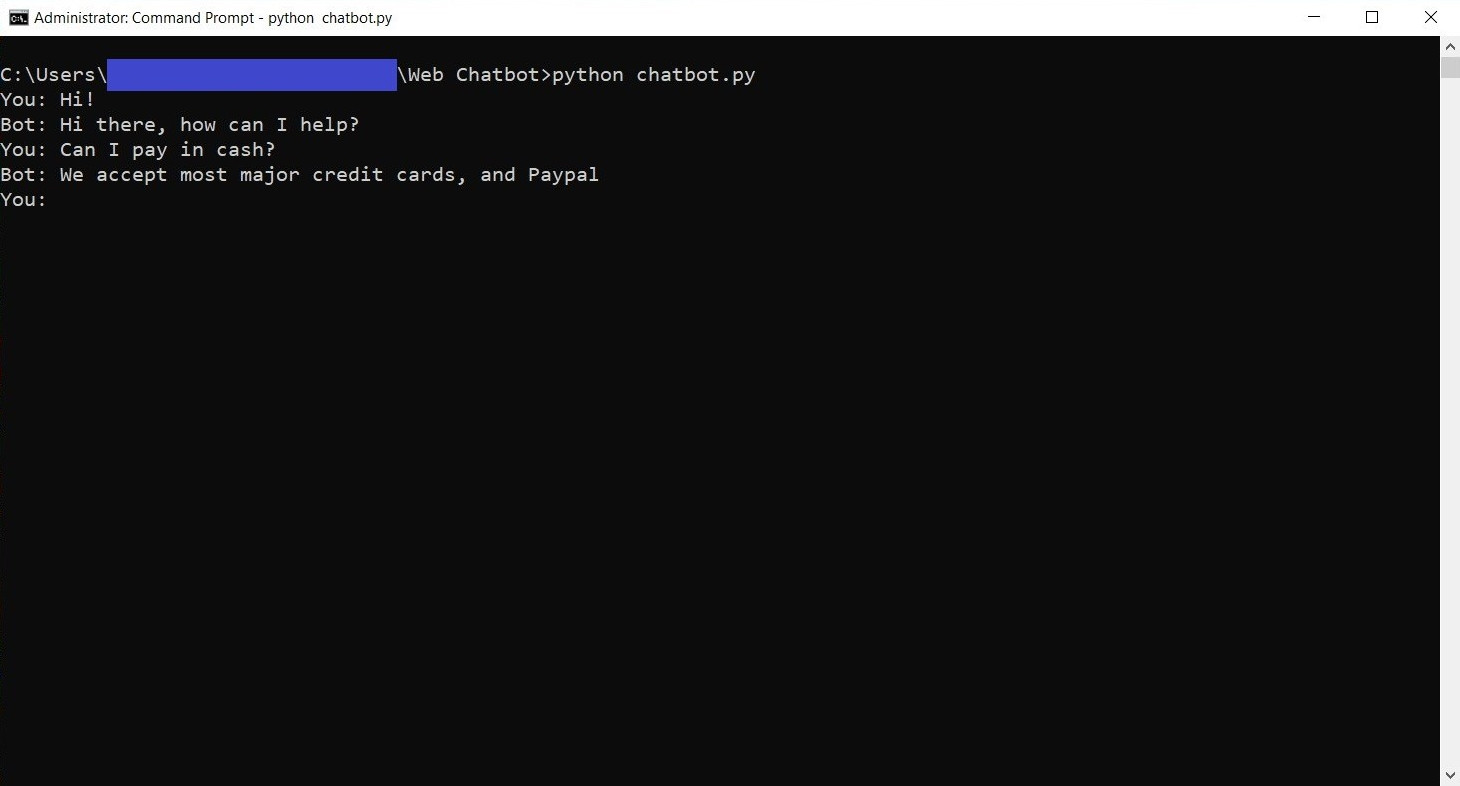 Administrator: Command Prompt - python  chatbot.py
C:\Users\ \Web Chatbot>python chatbot.py
You: Hi!
Bot: Hi there, how can I help?
You: Can I pay in cash?
Bot: We accept most major credit cards, and Paypal
You: